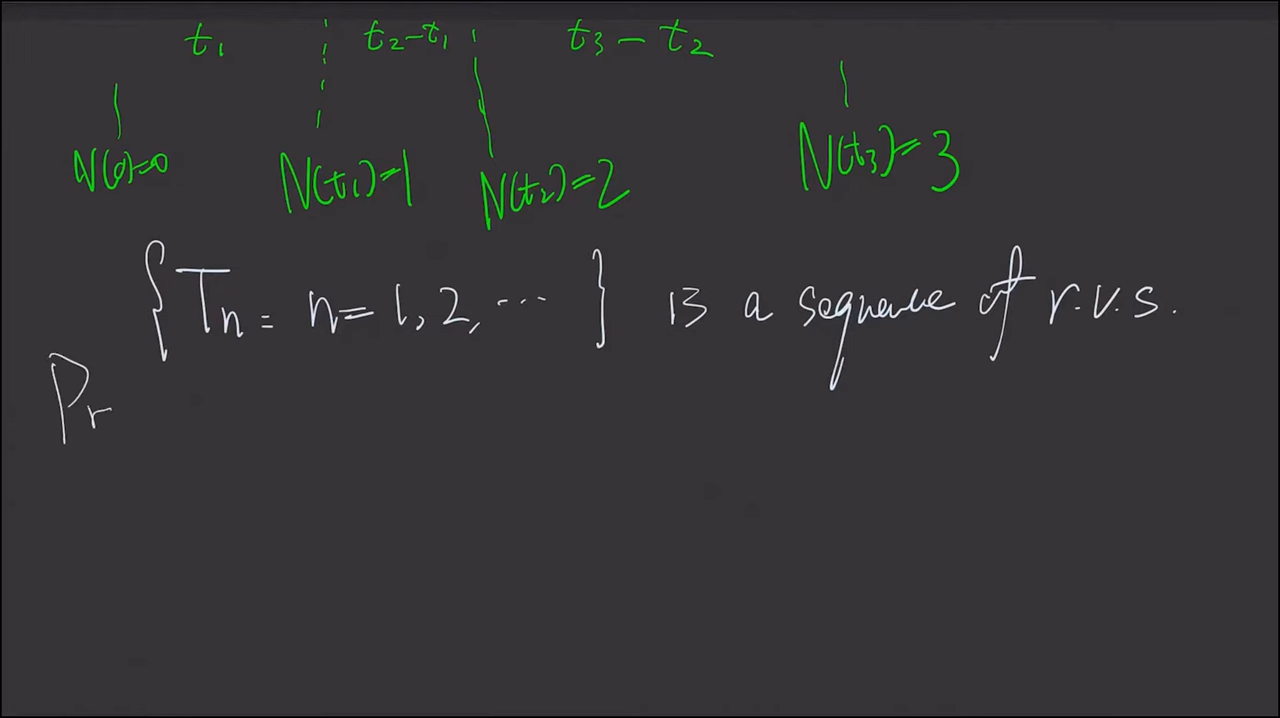 t₁ t₂-t₁ t₃ - t₂
N(0)=0 N(t₁)=1 N(t₂)=2 N(t₃)=3
{Tn = n = 1, 2, ... } is a sequence of r.v.s.
Pr